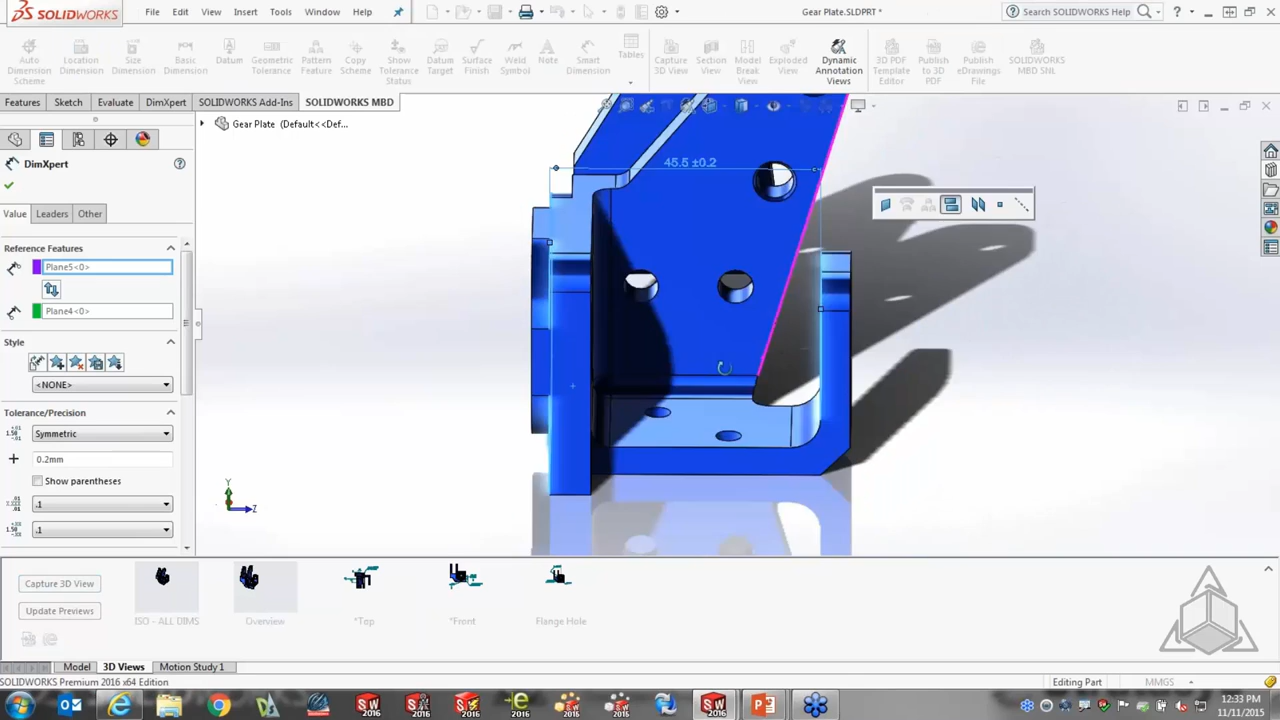 SOLIDWORKS
File Edit View Insert Tools Window Help
Gear Plate.SLDPRT *
Search SOLIDWORKS Help
Auto Dimension Scheme
Location Dimension
Size Dimension
Basic Dimension
Datum
Geometric Tolerance
Pattern Feature
Copy Scheme
Show Tolerance Status
Datum Target
Surface Finish
Weld Symbol
Note
Smart Dimension
Tables
Capture 3D View
Section View
Model Break View
Exploded View
Dynamic Annotation Views
3D PDF Template Editor
Publish to 3D PDF
Publish eDrawings File
SOLIDWORKS MBD SNL
Features Sketch Evaluate DimXpert SOLIDWORKS Add-Ins SOLIDWORKS MBD
Gear Plate (Default<<Def...
DimXpert
Value Leaders Other
Reference Features
Plane5<0>
Plane4<0>
Style
<NONE>
Tolerance/Precision
Symmetric
0.2mm
Show parentheses
.1
.1
45.5 ±0.2
Y
Z
Capture 3D View
Update Previews
ISO - ALL DIMS
Overview
*Top
*Front
Flange Hole
Model 3D Views Motion Study 1
SOLIDWORKS Premium 2016 x64 Edition
Editing Part
MMGS
12:33 PM
11/11/2015